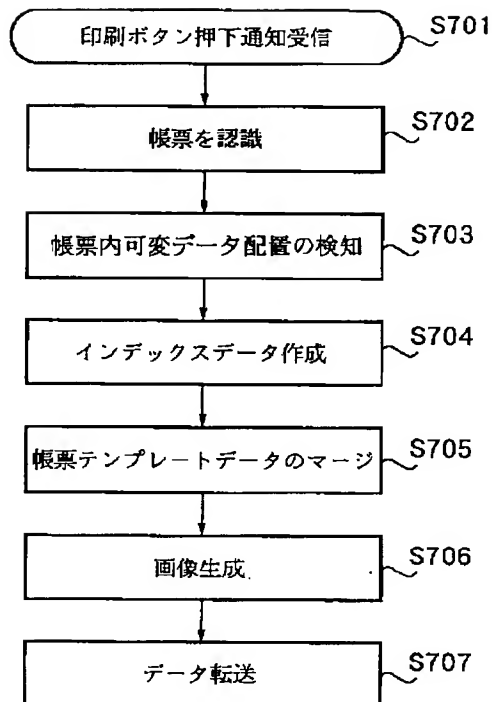 印刷ボタン押下通知受信
S701
帳票を認識
S702
帳票内可変データ配置の検知
S703
インデックスデータ作成
S704
帳票テンプレートデータのマージ
S705
画像生成
S706
データ転送
S707